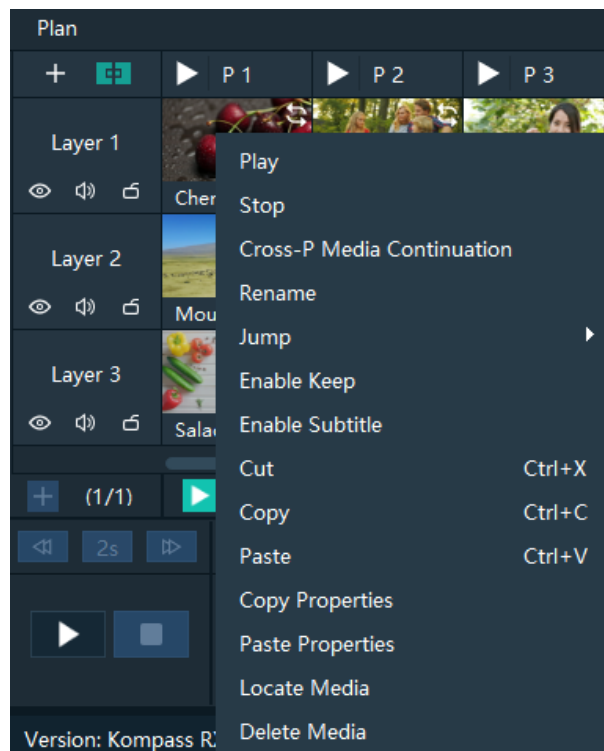 Plan
P 1
P 2
P 3
Layer 1
Cher
Layer 2
Mou
Layer 3
Salad
Play
Stop
Cross-P Media Continuation
Rename
Jump
Enable Keep
Enable Subtitle
Cut Ctrl+X
Copy Ctrl+C
Paste Ctrl+V
Copy Properties
Paste Properties
Locate Media
Delete Media
(1/1)
2s
Version: Kompass RX